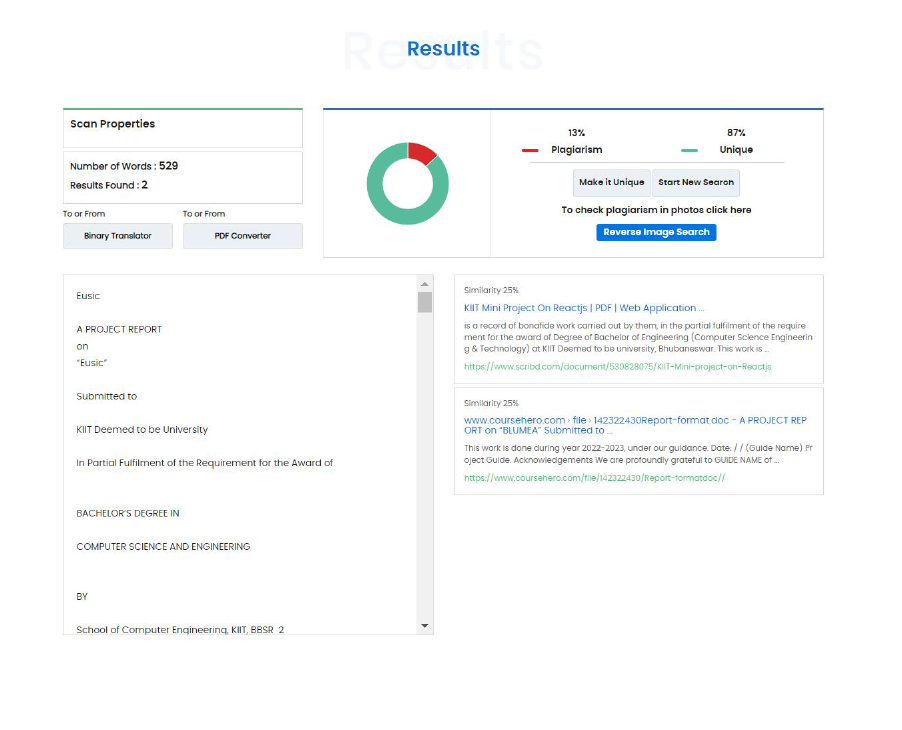 Results
Results
Scan Properties
Number of Words : 529
Results Found : 2
To or From
To or From
Binary Translator
PDF Converter
13%
87%
Plagiarism
Unique
Make it Unique
Start New Search
To check plagiarism in photos click here
Reverse Image Search
Eusic
A PROJECT REPORT
on
“Eusic”
Submitted to
KIIT Deemed to be University
In Partial Fulfilment of the Requirement for the Award of
BACHELOR’S DEGREE IN
COMPUTER SCIENCE AND ENGINEERING
BY
School of Computer Engineering, KIIT, BBSR 2
Similarity 25%
KIIT Mini Project On Reactjs | PDF | Web Application ...
is a record of bonafide work carried out by them, in the partial fulfilment of the require
ment for the award of Degree of Bachelor of Engineering (Computer Science Engineerin
g & Technology) at KIIT Deemed to be university, Bhubaneswar. This work is ...
https://www.scribd.com/document/530828075/KIIT-Mini-project-on-Reactjs
Similarity 25%
www.coursehero.com › file › 142322430Report-format.doc - A PROJECT REP
ORT on “BLUMEA” Submitted to ...
This work is done during year 2022-2023, under our guidance. Date: / / (Guide Name) Pr
oject Guide. Acknowledgements We are profoundly grateful to GUIDE NAME of ...
https://www.coursehero.com/file/142322430/Report-formatdoc//